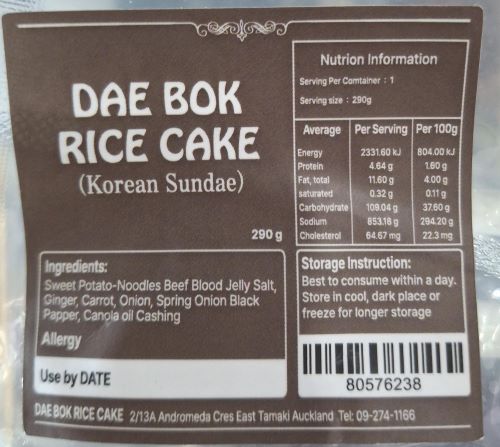 DAE BOK
RICE CAKE
(Korean Sundae)
290 g
Nutrion Information
Serving Per Comtainer : 1
Serving size : 290g
Average Per Serving Per 100g
Energy 2331.60 kJ 804.00 kJ
Protein 4.64 g 1.60 g
Fat, total 11.60 g 4.00 g
saturated 0.32 g 0.11 g
Carbohydrate 109.04 g 37.60 g
Sodium 853.18 g 294.20 g
Cholesterol 64.67 mg 22.3 mg
Ingredients:
Sweet Potato-Noodles Beef Blood Jelly Salt,
Ginger, Carrot, Onion, Spring Onion Black
Papper, Canola oil Cashing
Allergy
Use by DATE
Storage Instruction:
Best to consume within a day.
Store in cool, dark place or
freeze for longer storage
80576238
DAE BOK RICE CAKE 2/13A Andromeda Cres East Tamaki Auckland Tel: 09-274-1166